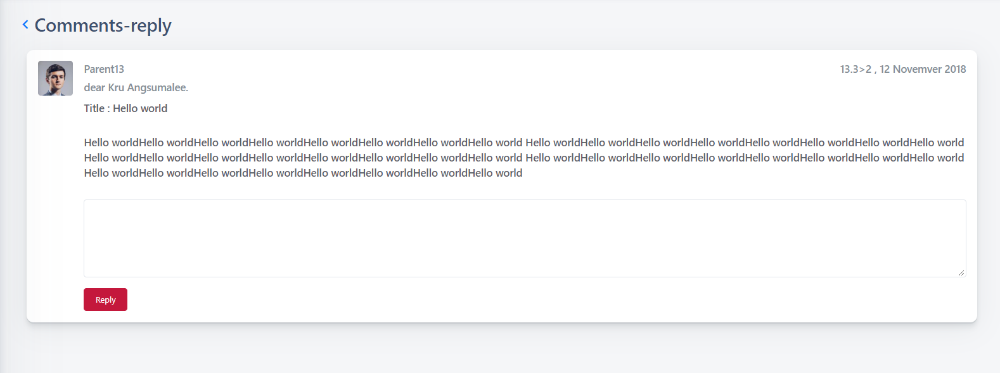 Comments-reply
Parent13
13.3>2 , 12 Novemver 2018
dear Kru Angsumalee.
Title : Hello world
Hello worldHello worldHello worldHello worldHello worldHello worldHello worldHello world Hello worldHello worldHello worldHello worldHello worldHello worldHello worldHello world
Hello worldHello worldHello worldHello worldHello worldHello worldHello worldHello world Hello worldHello worldHello worldHello worldHello worldHello worldHello worldHello world
Hello worldHello worldHello worldHello worldHello worldHello worldHello worldHello world
Reply